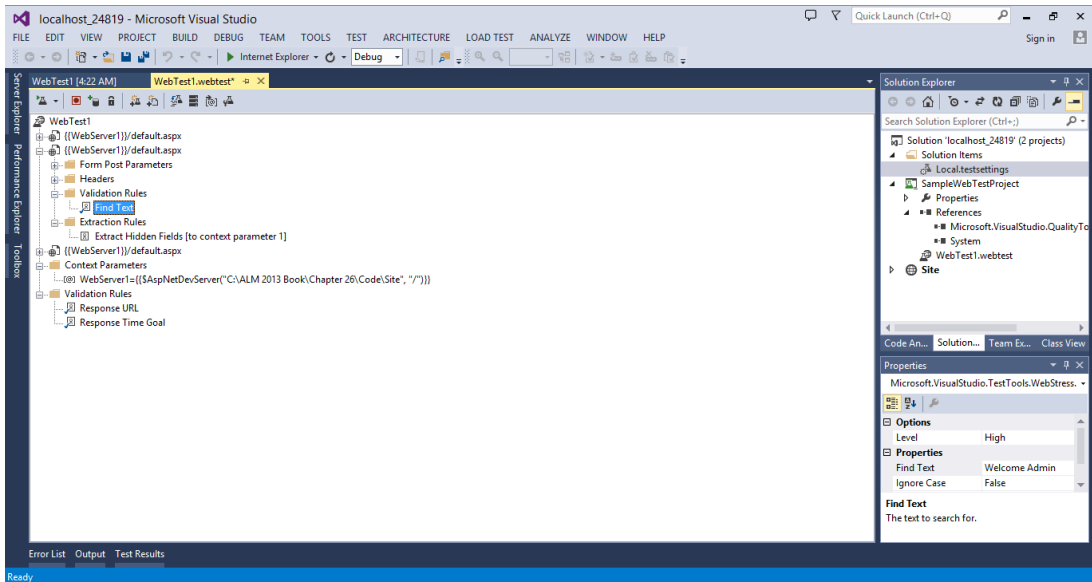 localhost_24819 - Microsoft Visual Studio
Quick Launch (Ctrl+Q)
FILE EDIT VIEW PROJECT BUILD DEBUG TEAM TOOLS TEST ARCHITECTURE LOAD TEST ANALYZE WINDOW HELP
Sign in
Internet Explorer
Debug
Server Explorer
Performance Explorer
Toolbox
WebTest1 [4:22 AM]
WebTest1.webtest*
WebTest1
{{WebServer1}}/default.aspx
{{WebServer1}}/default.aspx
Form Post Parameters
Headers
Validation Rules
Find Text
Extraction Rules
Extract Hidden Fields [to context parameter 1]
{{WebServer1}}/default.aspx
Context Parameters
WebServer1={{$AspNetDevServer("C:\ALM 2013 Book\Chapter 26\Code\Site", "/")}}
Validation Rules
Response URL
Response Time Goal
Solution Explorer
Search Solution Explorer (Ctrl+;)
Solution 'localhost_24819' (2 projects)
Solution Items
Local.testsettings
SampleWebTestProject
Properties
References
Microsoft.VisualStudio.QualityTo
System
WebTest1.webtest
Site
Code An... Solution... Team Ex... Class View
Properties
Microsoft.VisualStudio.TestTools.WebStress.
Options
Level High
Properties
Find Text Welcome Admin
Ignore Case False
Find Text
The text to search for.
Error List Output Test Results
Ready